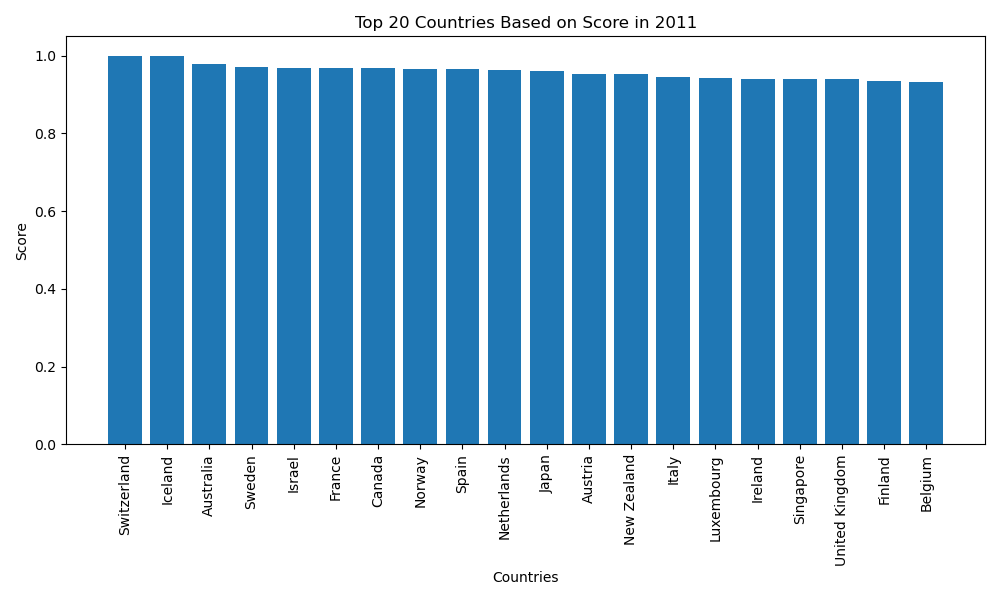 Top 20 Countries Based on Score in 2011
Score
1.0
0.8
0.6
0.4
0.2
0.0
Switzerland
Iceland
Australia
Sweden
Israel
France
Canada
Norway
Spain
Netherlands
Japan
Austria
New Zealand
Italy
Luxembourg
Ireland
Singapore
United Kingdom
Finland
Belgium
Countries